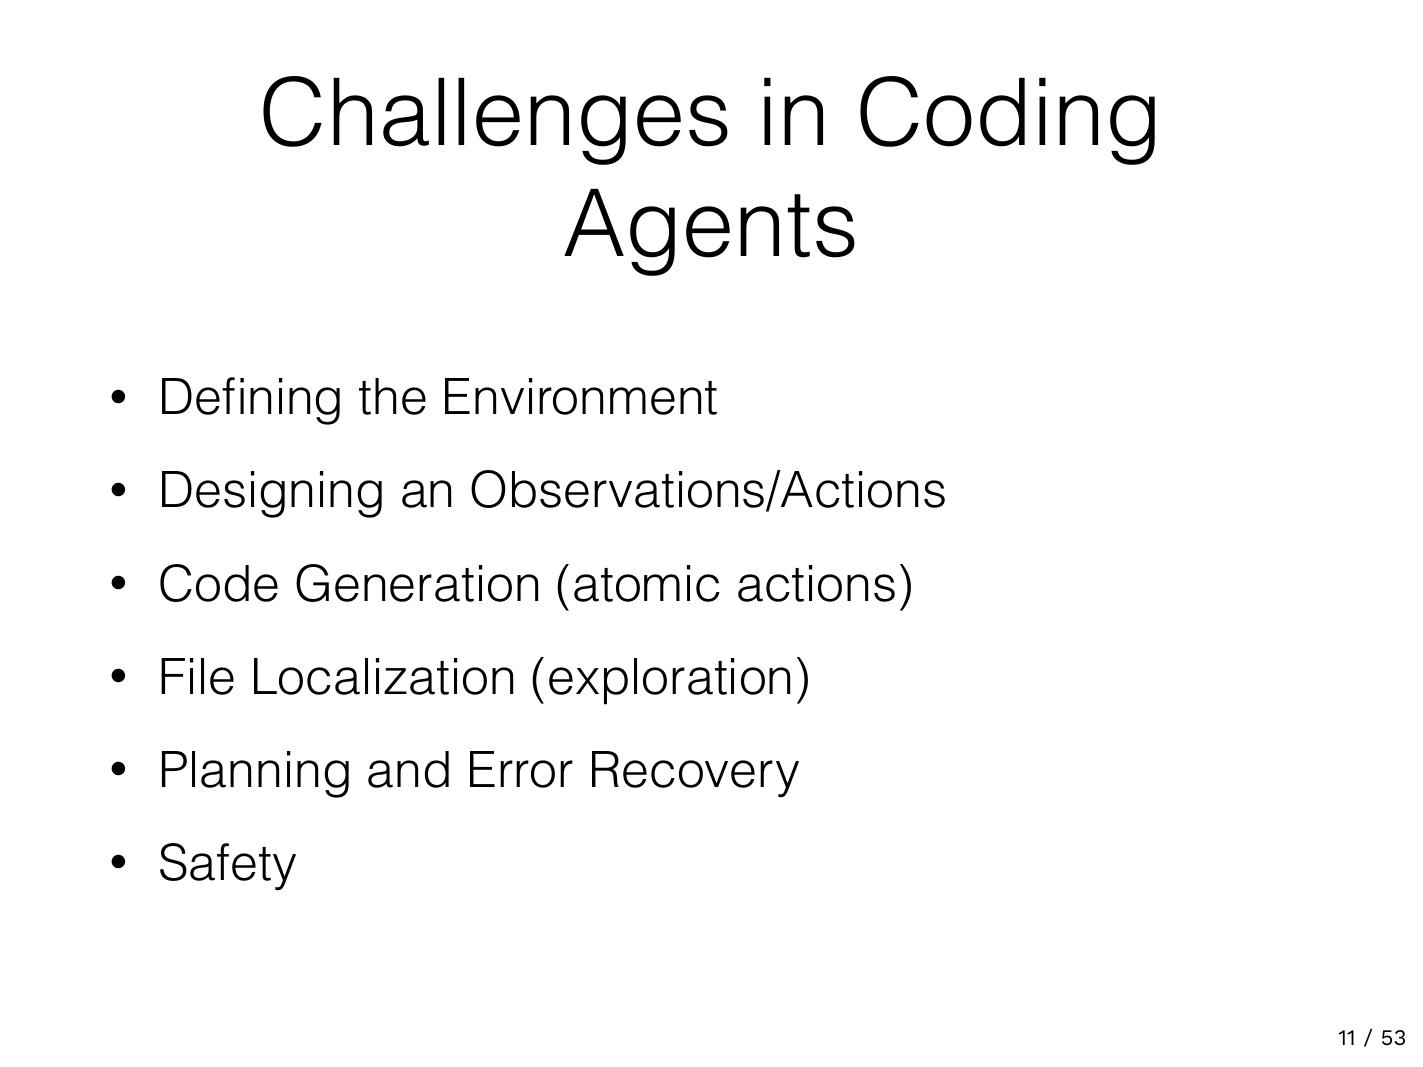 Challenges in Coding
Agents
• Defining the Environment
• Designing an Observations/Actions
• Code Generation (atomic actions)
• File Localization (exploration)
• Planning and Error Recovery
• Safety
11 / 53